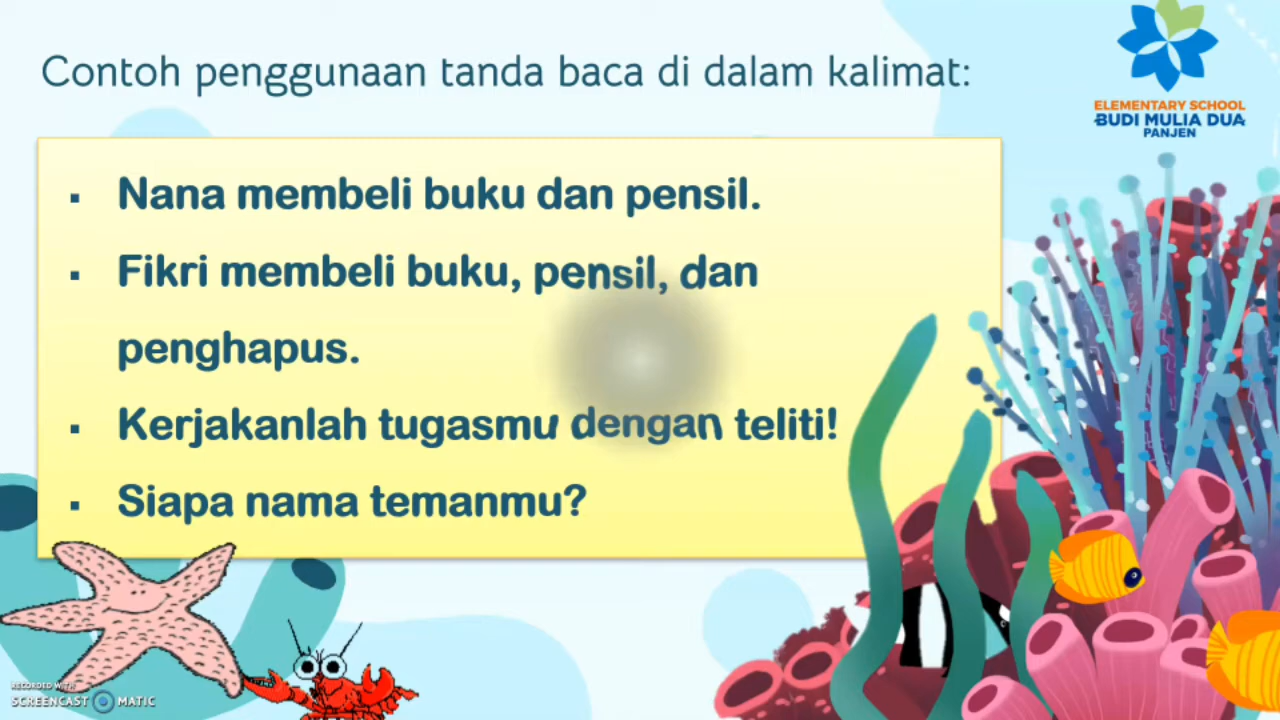 Contoh penggunaan tanda baca di dalam kalimat:
ELEMENTARY SCHOOL
BUDI MULIA DUA
PANJEN
▪ Nana membeli buku dan pensil.
▪ Fikri membeli buku, pensil, dan
penghapus.
▪ Kerjakanlah tugasmu dengan teliti!
▪ Siapa nama temanmu?
RECORDED WITH
SCREENCAST MATIC